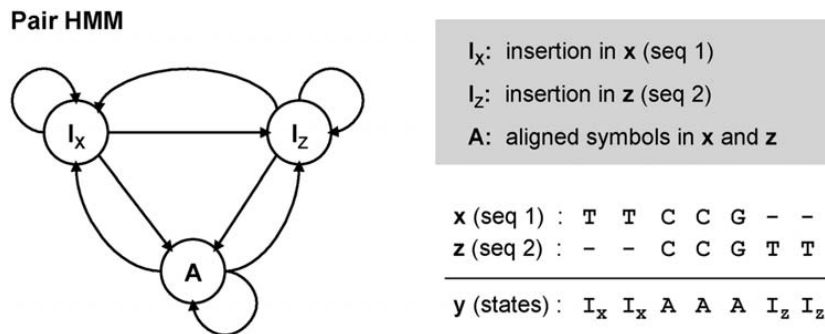 Pair HMM
I_X
I_Z
A
I_X: insertion in x (seq 1)
I_Z: insertion in z (seq 2)
A: aligned symbols in x and z
x (seq 1) : T T C C G - -
z (seq 2) : - - C C G T T
y (states) : I_x I_x A A A I_z I_z